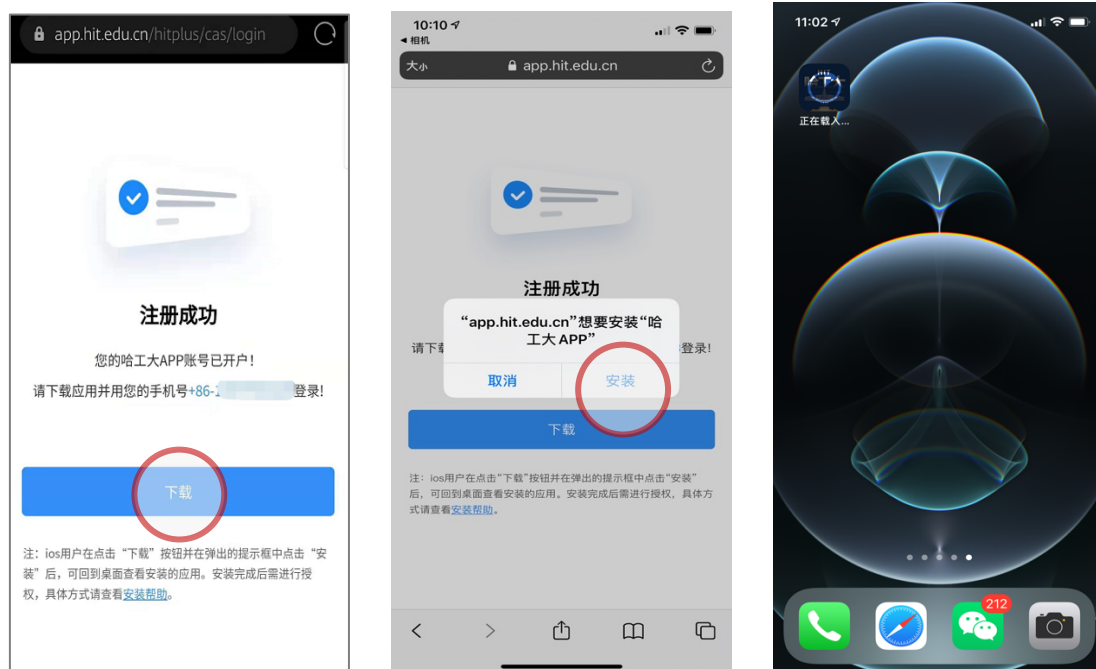 app.hit.edu.cn/hitplus/cas/login
注册成功
您的哈工大APP账号已开户！
请下载应用并用您的手机号+86-1 登录!
下载
注：ios用户在点击“下载”按钮并在弹出的提示框中点击“安
装”后，可回到桌面查看安装的应用。安装完成后需进行授
权，具体方式请查看安装帮助。
10:10
相机
大小 app.hit.edu.cn
注册成功
“app.hit.edu.cn”想要安装“哈
工大 APP”
请下载 登录!
取消 安装
下载
注：ios用户在点击“下载”按钮并在弹出的提示框中点击“安装”
后，可回到桌面查看安装的应用。安装完成后需进行授权，具体方
式请查看安装帮助。
11:02
HIT
正在载入...
212